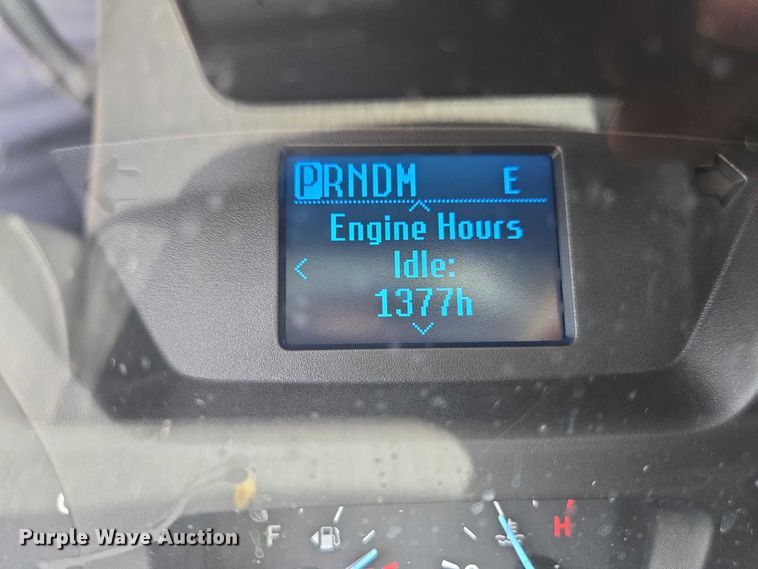 PRNDM E
Engine Hours
Idle:
1377h
F
H
Purple Wave Auction